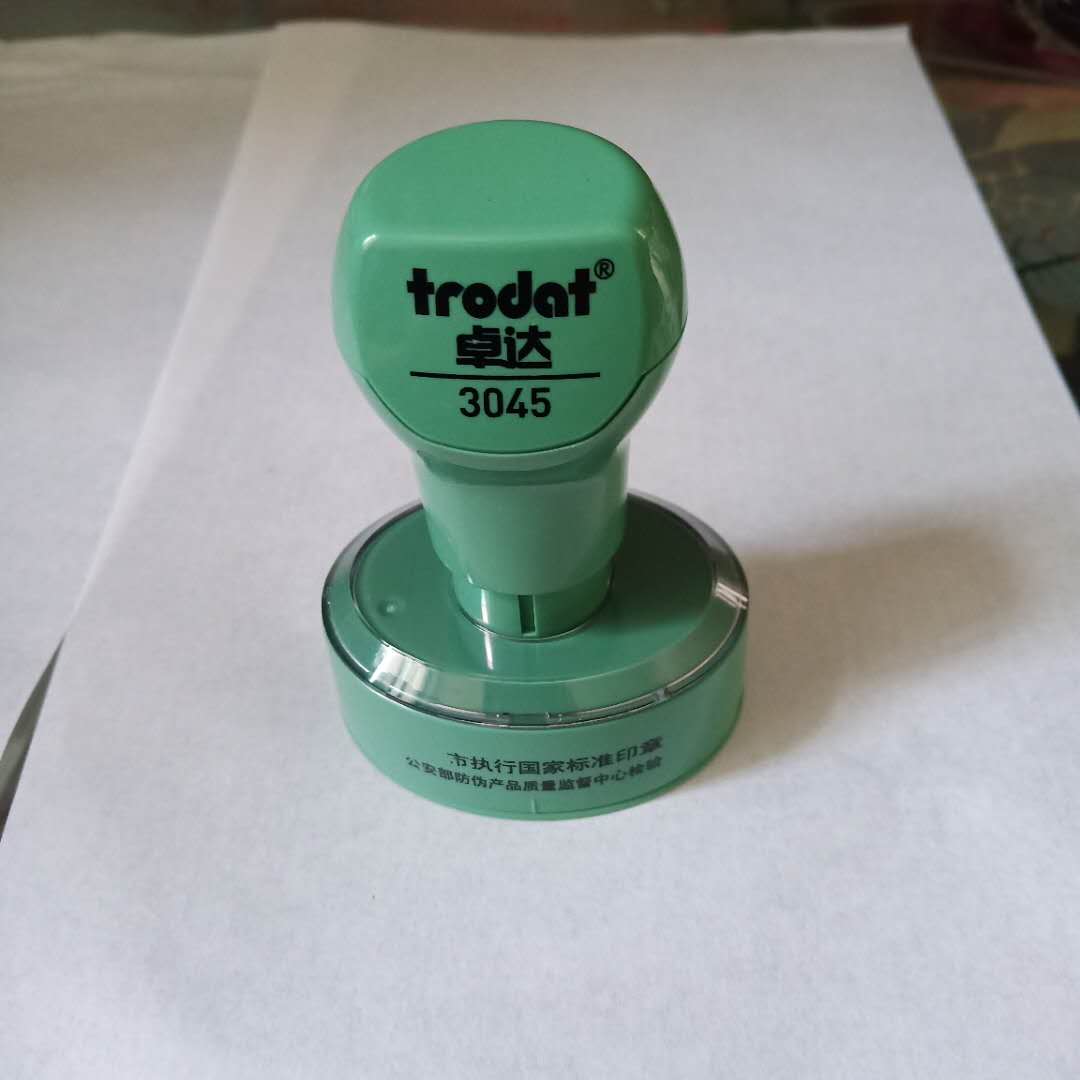 trodat®
卓达
3045
市执行国家标准印章
公安部防伪产品质量监督中心检验